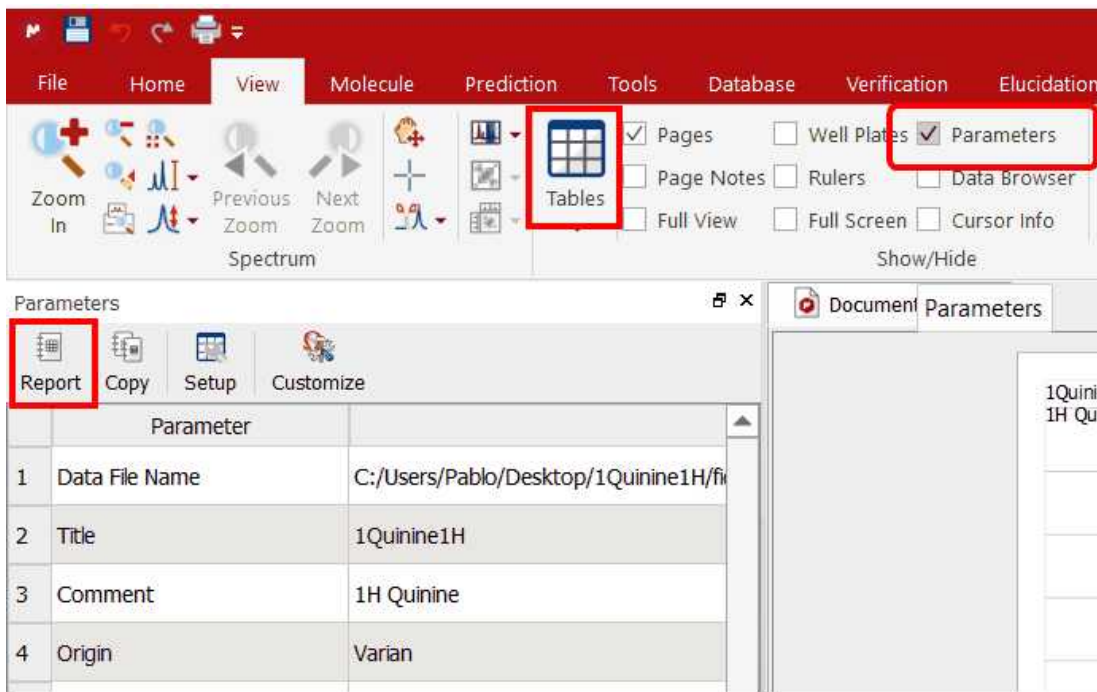 File Home View Molecule Prediction Tools Database Verification Elucidation
Pages Well Plates Parameters
Page Notes Rulers Data Browser
Zoom In Previous Zoom Next Zoom Tables Full View Full Screen Cursor Info
Spectrum Show/Hide
Parameters Document Parameters
Report Copy Setup Customize
Parameter
1 Data File Name C:/Users/Pablo/Desktop/1Quinine1H/fi
2 Title 1Quinine1H
3 Comment 1H Quinine
4 Origin Varian
1Quini
1H Qu